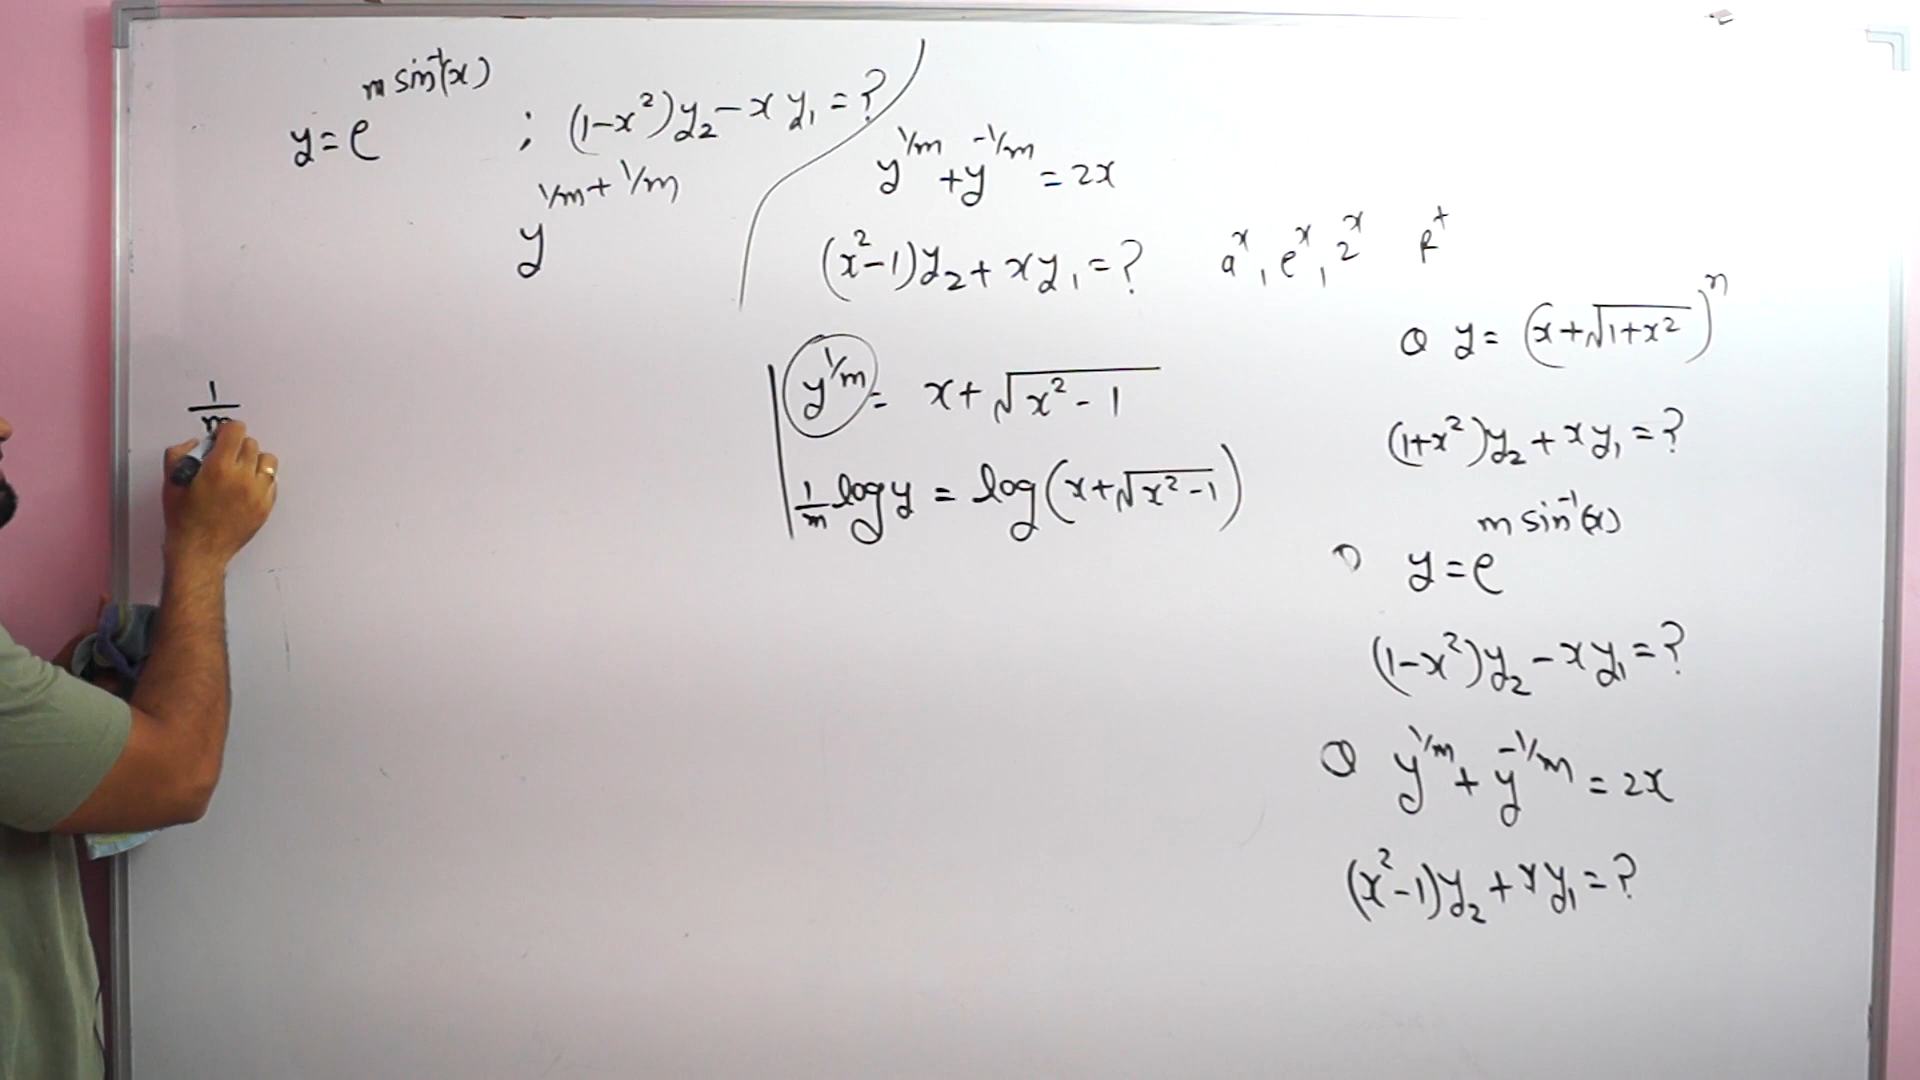 y = e^{m sin⁻¹(x)} ; (1-x²)y₂ - xy₁ = ?
y^{1/m + 1/m}
y^{1/m} + y^{-1/m} = 2x
(x²-1)y₂ + xy₁ = ?
a^x, e^x, 2^x R⁺
y^{1/m} = x + √(x² - 1)
1/m log y = log(x + √(x² - 1))
1/m
Q y = (x + √(1+x²))^n
(1+x²)y₂ + xy₁ = ?
y = e^{m sin⁻¹(x)}
(1-x²)y₂ - xy₁ = ?
Q y^{1/m} + y^{-1/m} = 2x
(x²-1)y₂ + xy₁ = ?